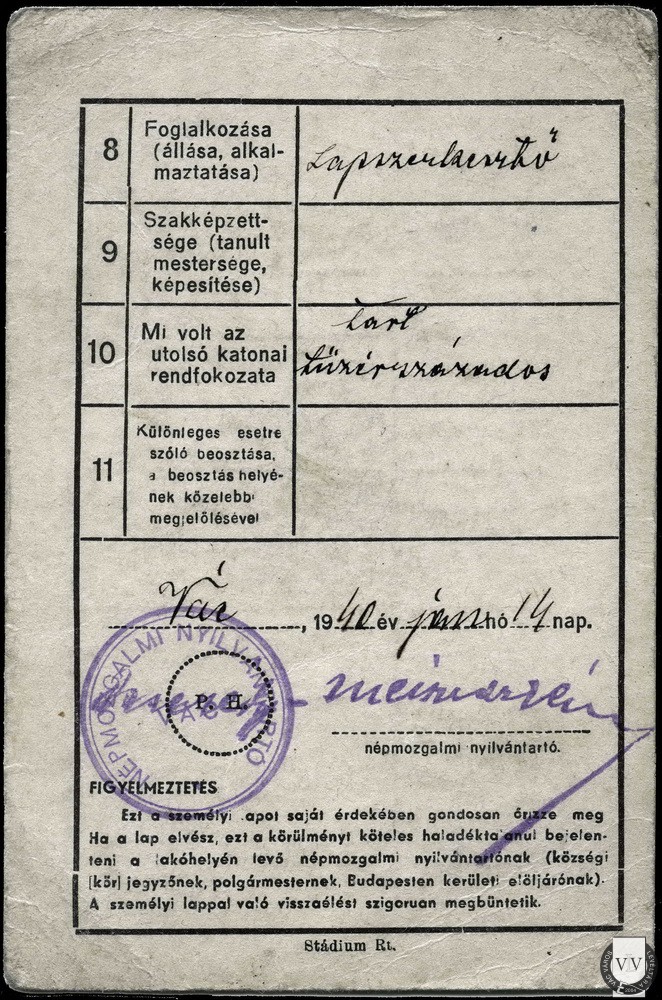 8
Foglalkozása
(állása, alkal-
maztatása)
Lapszerkesztő
9
Szakképzett-
sége (tanult
mestersége,
képesítése)
10
Mi volt az
utolsó katonai
rendfokozata
tart
tüzérszázados
11
Különleges esetre
szóló beosztása,
a beosztás helyé-
nek közelebbi
megjelölésével
Vác, 1940 év jan hó 14 nap.
NÉPMOZGALMI NYILVÁNTARTÓ
VÁC
P. H.
népmozgalmi nyilvántartó.
FIGYELMEZTETÉS
Ezt a személyi lapot saját érdekében gondosan őrizze meg
Ha a lap elvész, ezt a körülményt köteles haladéktalanul bejelen-
teni a lakóhelyén levő népmozgalmi nyilvántartónak (községi
[kör] jegyzőnek, polgármesternek, Budapesten kerületi elöljárónak).
A személyi lappal való visszaélést szigoruan megbüntetik.
Stádium Rt.